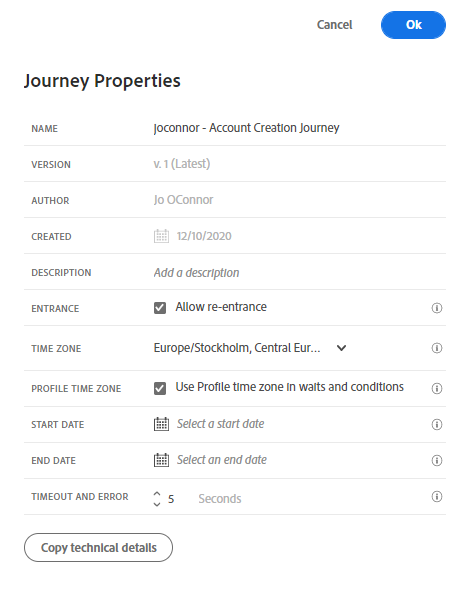 Cancel
Ok
Journey Properties
NAME
Joconnor - Account Creation Journey
VERSION
v. 1 (Latest)
AUTHOR
Jo OConnor
CREATED
12/10/2020
DESCRIPTION
Add a description
ENTRANCE
Allow re-entrance
TIME ZONE
Europe/Stockholm, Central Eur...
PROFILE TIME ZONE
Use Profile time zone in waits and conditions
START DATE
Select a start date
END DATE
Select an end date
TIMEOUT AND ERROR
5
Seconds
Copy technical details